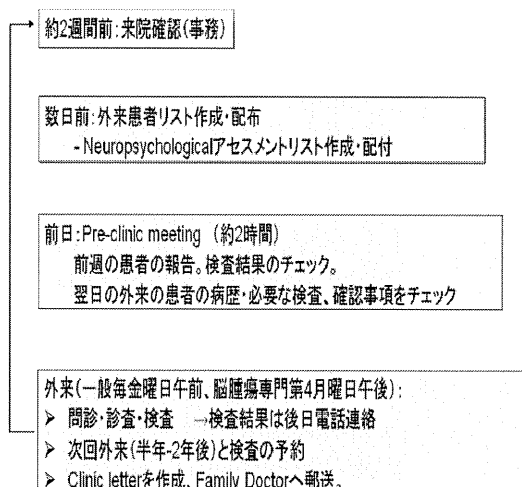 約2週間前:来院確認(事務)
数日前:外来患者リスト作成・配布
- Neuropsychologicalアセスメントリスト作成・配付
前日:Pre-clinic meeting (約2時間)
前週の患者の報告。検査結果のチェック。
翌日の外来の患者の病歴・必要な検査、確認事項をチェック
外来(一般毎金曜日午前、脳腫瘍専門第4月曜日午後):
➢ 問診・診査・検査 →検査結果は後日電話連絡
➢ 次回外来(半年-2年後)と検査の予約
➢ Clinic letterを作成、Family Doctorへ郵送。